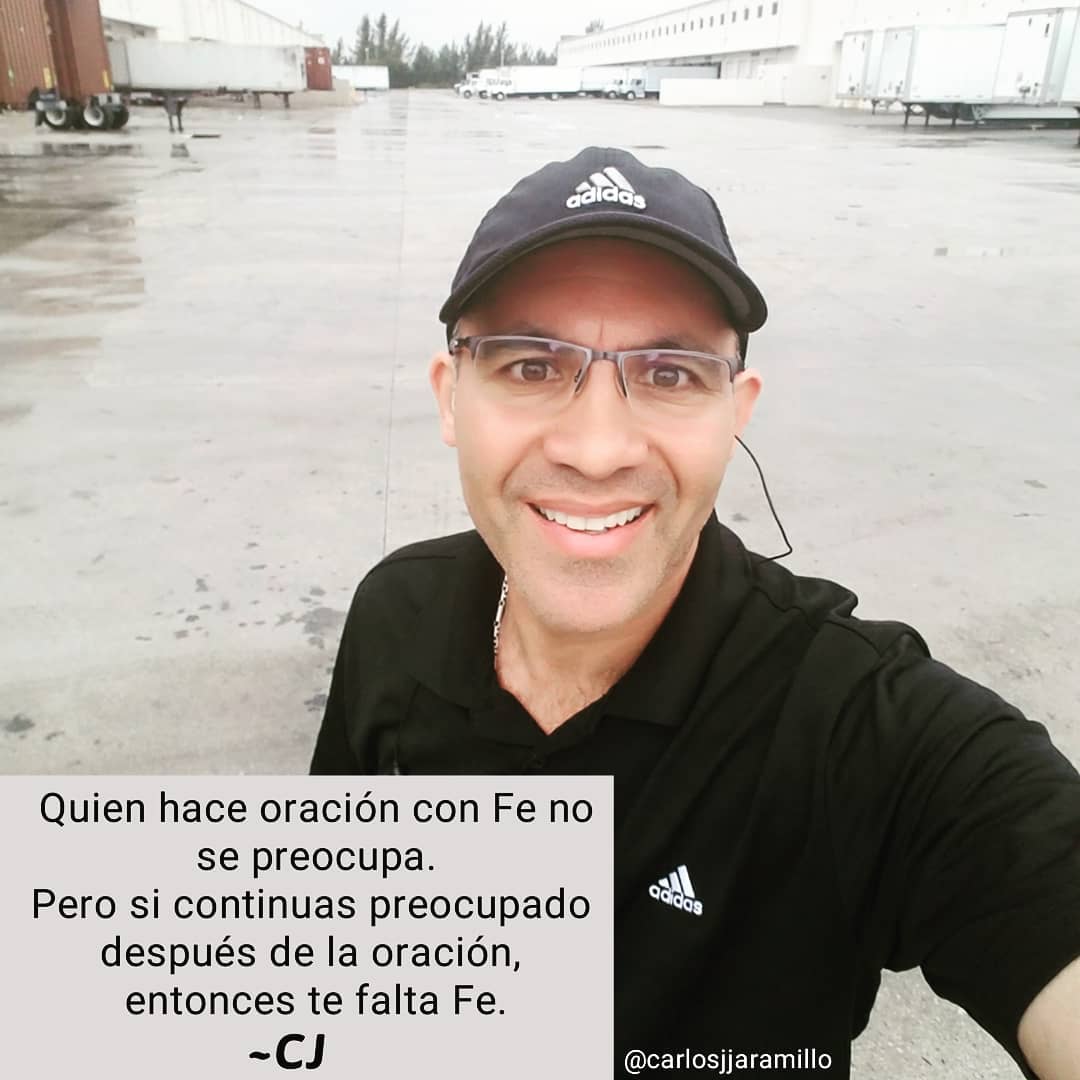 adidas
adidas
Quien hace oración con Fe no
se preocupa.
Pero si continuas preocupado
después de la oración,
entonces te falta Fe.
~CJ
@carlosjjaramillo